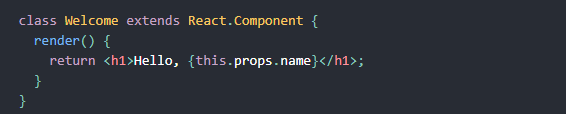 class Welcome extends React.Component {
  render() {
    return <h1>Hello, {this.props.name}</h1>;
  }
}